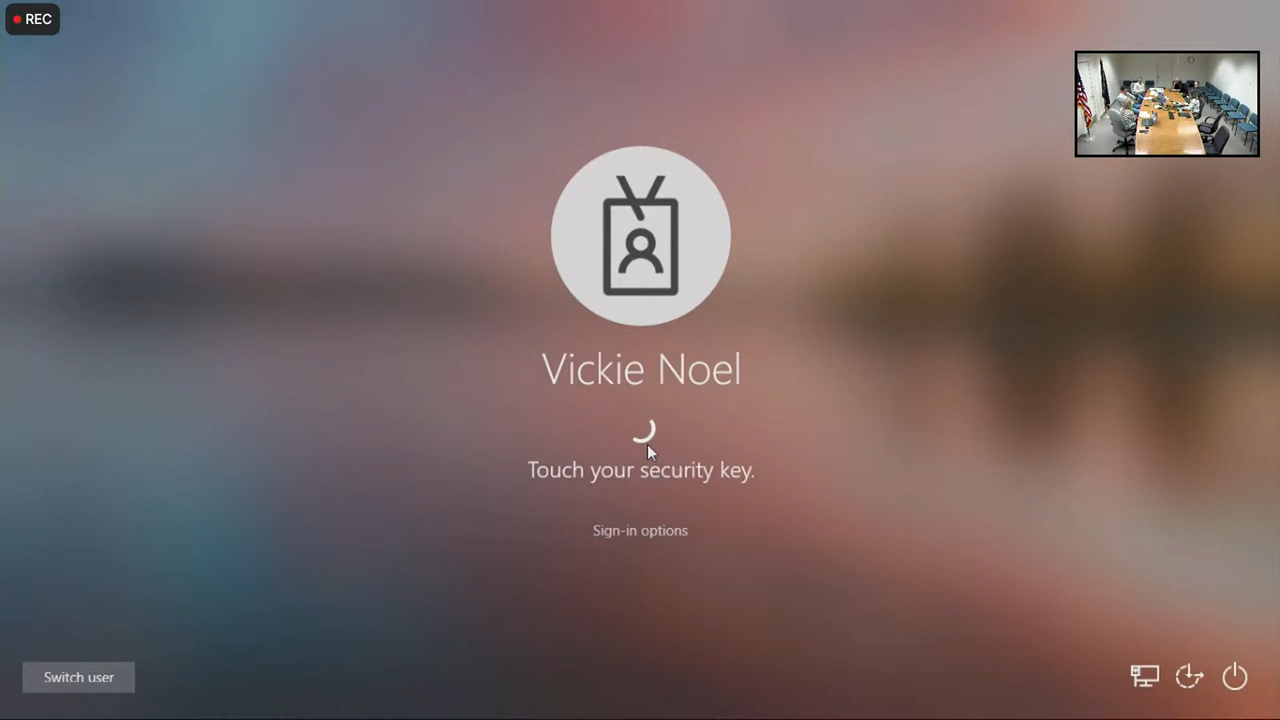 REC
Vickie Noel
Touch your security key.
Sign-in options
Switch user